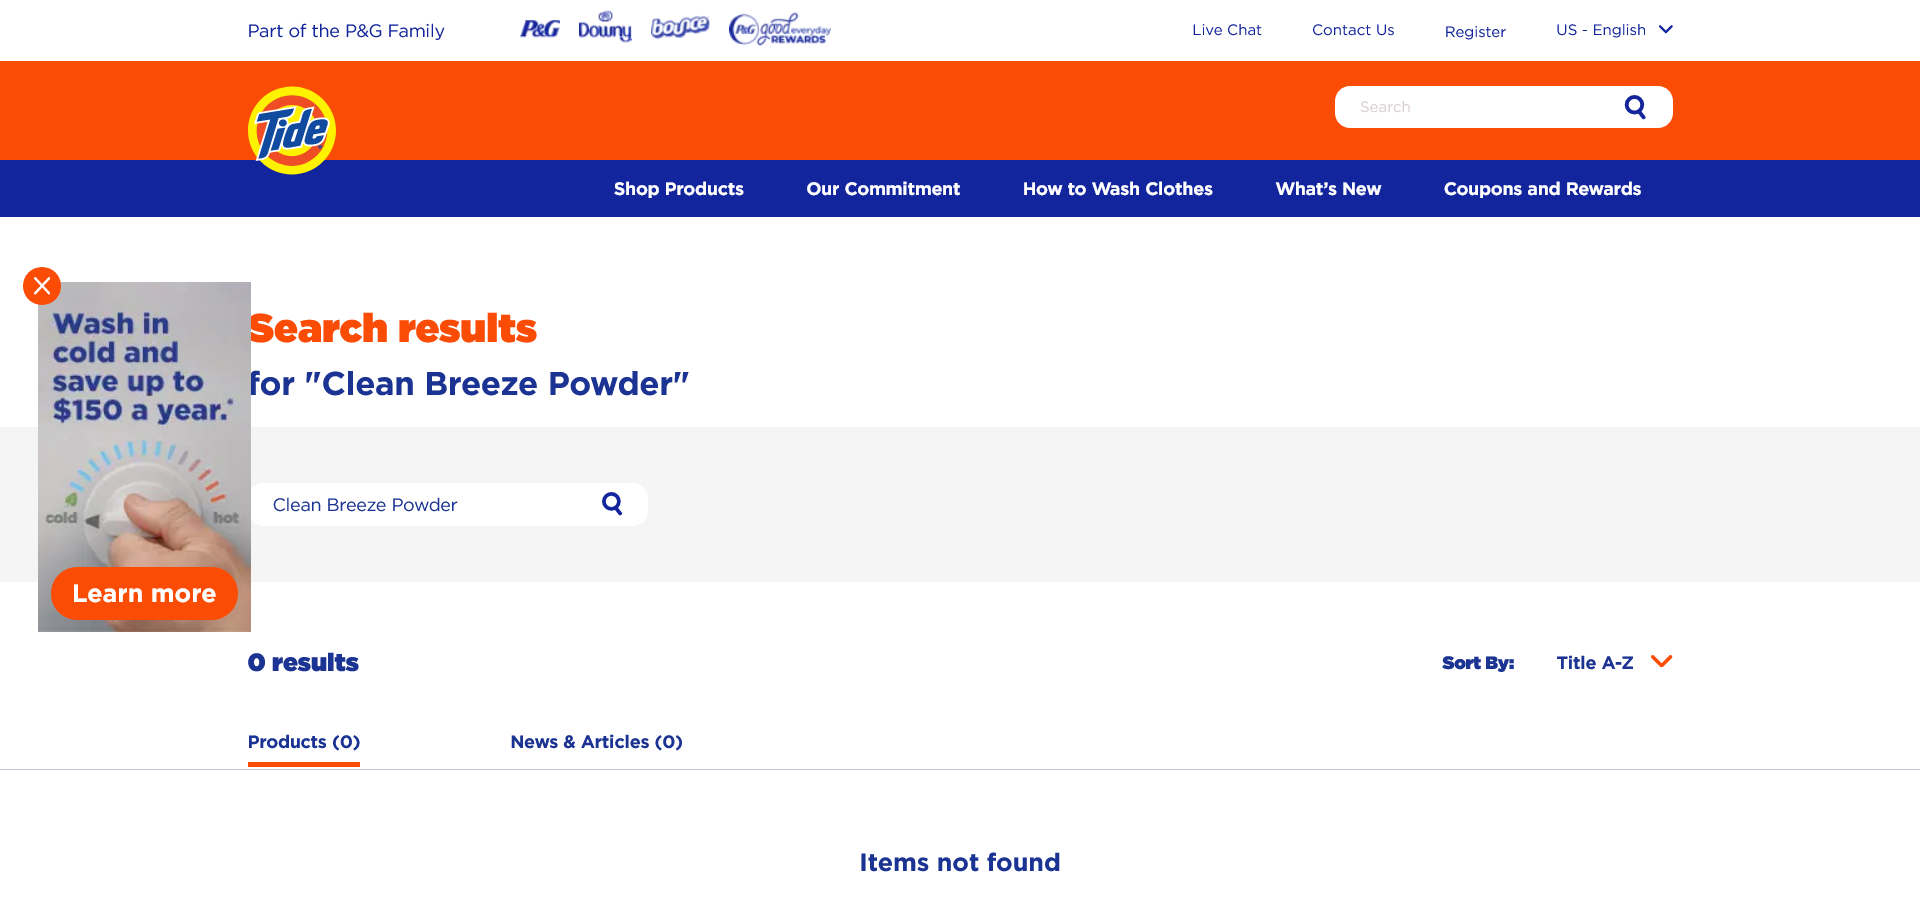 Part of the P&G Family
P&G
Downy
bounce
P&G good everyday REWARDS
Live Chat
Contact Us
Register
US - English
Tide
Search
Shop Products
Our Commitment
How to Wash Clothes
What's New
Coupons and Rewards
Wash in
cold and
save up to
$150 a year.*
cold
hot
Learn more
Search results
for "Clean Breeze Powder"
Clean Breeze Powder
0 results
Sort By:
Title A-Z
Products (0)
News & Articles (0)
Items not found